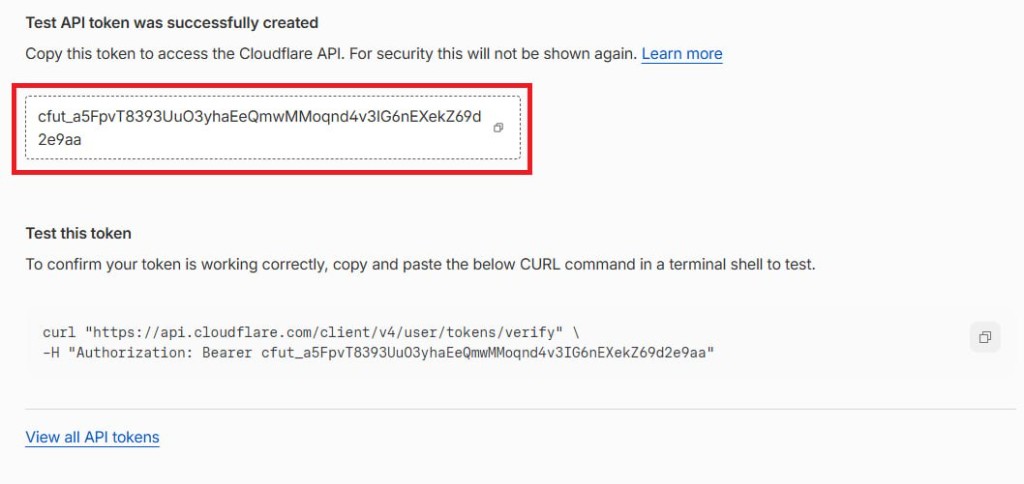 Test API token was successfully created
Copy this token to access the Cloudflare API. For security this will not be shown again. Learn more
cfut_a5FpvT8393UuO3yhaEeQmwMMoqnd4v3IG6nEXekZ69d
2e9aa
Test this token
To confirm your token is working correctly, copy and paste the below CURL command in a terminal shell to test.
curl "https://api.cloudflare.com/client/v4/user/tokens/verify" \
-H "Authorization: Bearer cfut_a5FpvT8393UuO3yhaEeQmwMMoqnd4v3IG6nEXekZ69d2e9aa"
View all API tokens